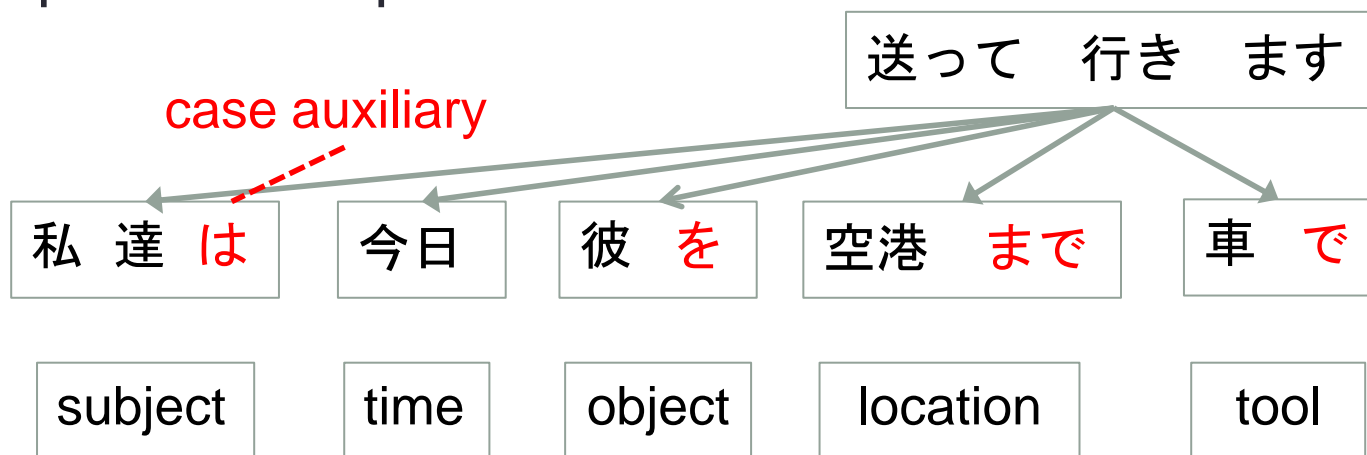 送って 行き ます
case auxiliary
私 達 は 今日 彼 を 空港 まで 車 で
subject time object location tool